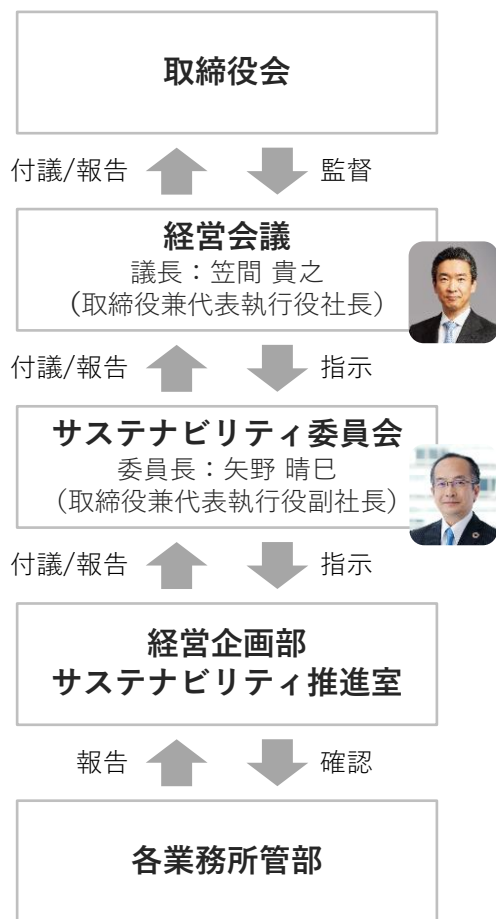 取締役会
付議/報告
監督
経営会議
議長：笠間 貴之
（取締役兼代表執行役社長）
付議/報告
指示
サステナビリティ委員会
委員長：矢野 晴巳
（取締役兼代表執行役副社長）
付議/報告
指示
経営企画部
サステナビリティ推進室
報告
確認
各業務所管部